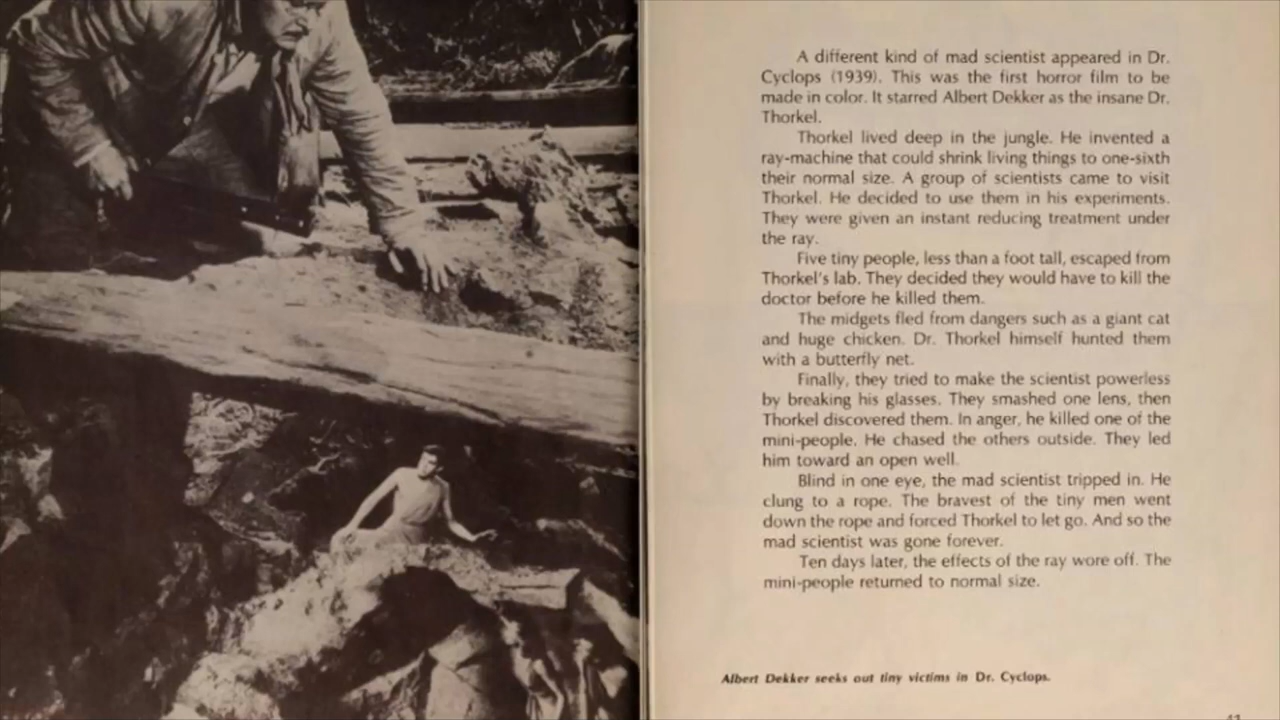 A different kind of mad scientist appeared in Dr.
Cyclops (1939). This was the first horror film to be
made in color. It starred Albert Dekker as the insane Dr.
Thorkel.
Thorkel lived deep in the jungle. He invented a
ray-machine that could shrink living things to one-sixth
their normal size. A group of scientists came to visit
Thorkel. He decided to use them in his experiments.
They were given an instant reducing treatment under
the ray.
Five tiny people, less than a foot tall, escaped from
Thorkel's lab. They decided they would have to kill the
doctor before he killed them.
The midgets fled from dangers such as a giant cat
and huge chicken. Dr. Thorkel himself hunted them
with a butterfly net.
Finally, they tried to make the scientist powerless
by breaking his glasses. They smashed one lens, then
Thorkel discovered them. In anger, he killed one of the
mini-people. He chased the others outside. They led
him toward an open well.
Blind in one eye, the mad scientist tripped in. He
clung to a rope. The bravest of the tiny men went
down the rope and forced Thorkel to let go. And so the
mad scientist was gone forever.
Ten days later, the effects of the ray wore off. The
mini-people returned to normal size.
Albert Dekker seeks out tiny victims in Dr. Cyclops.